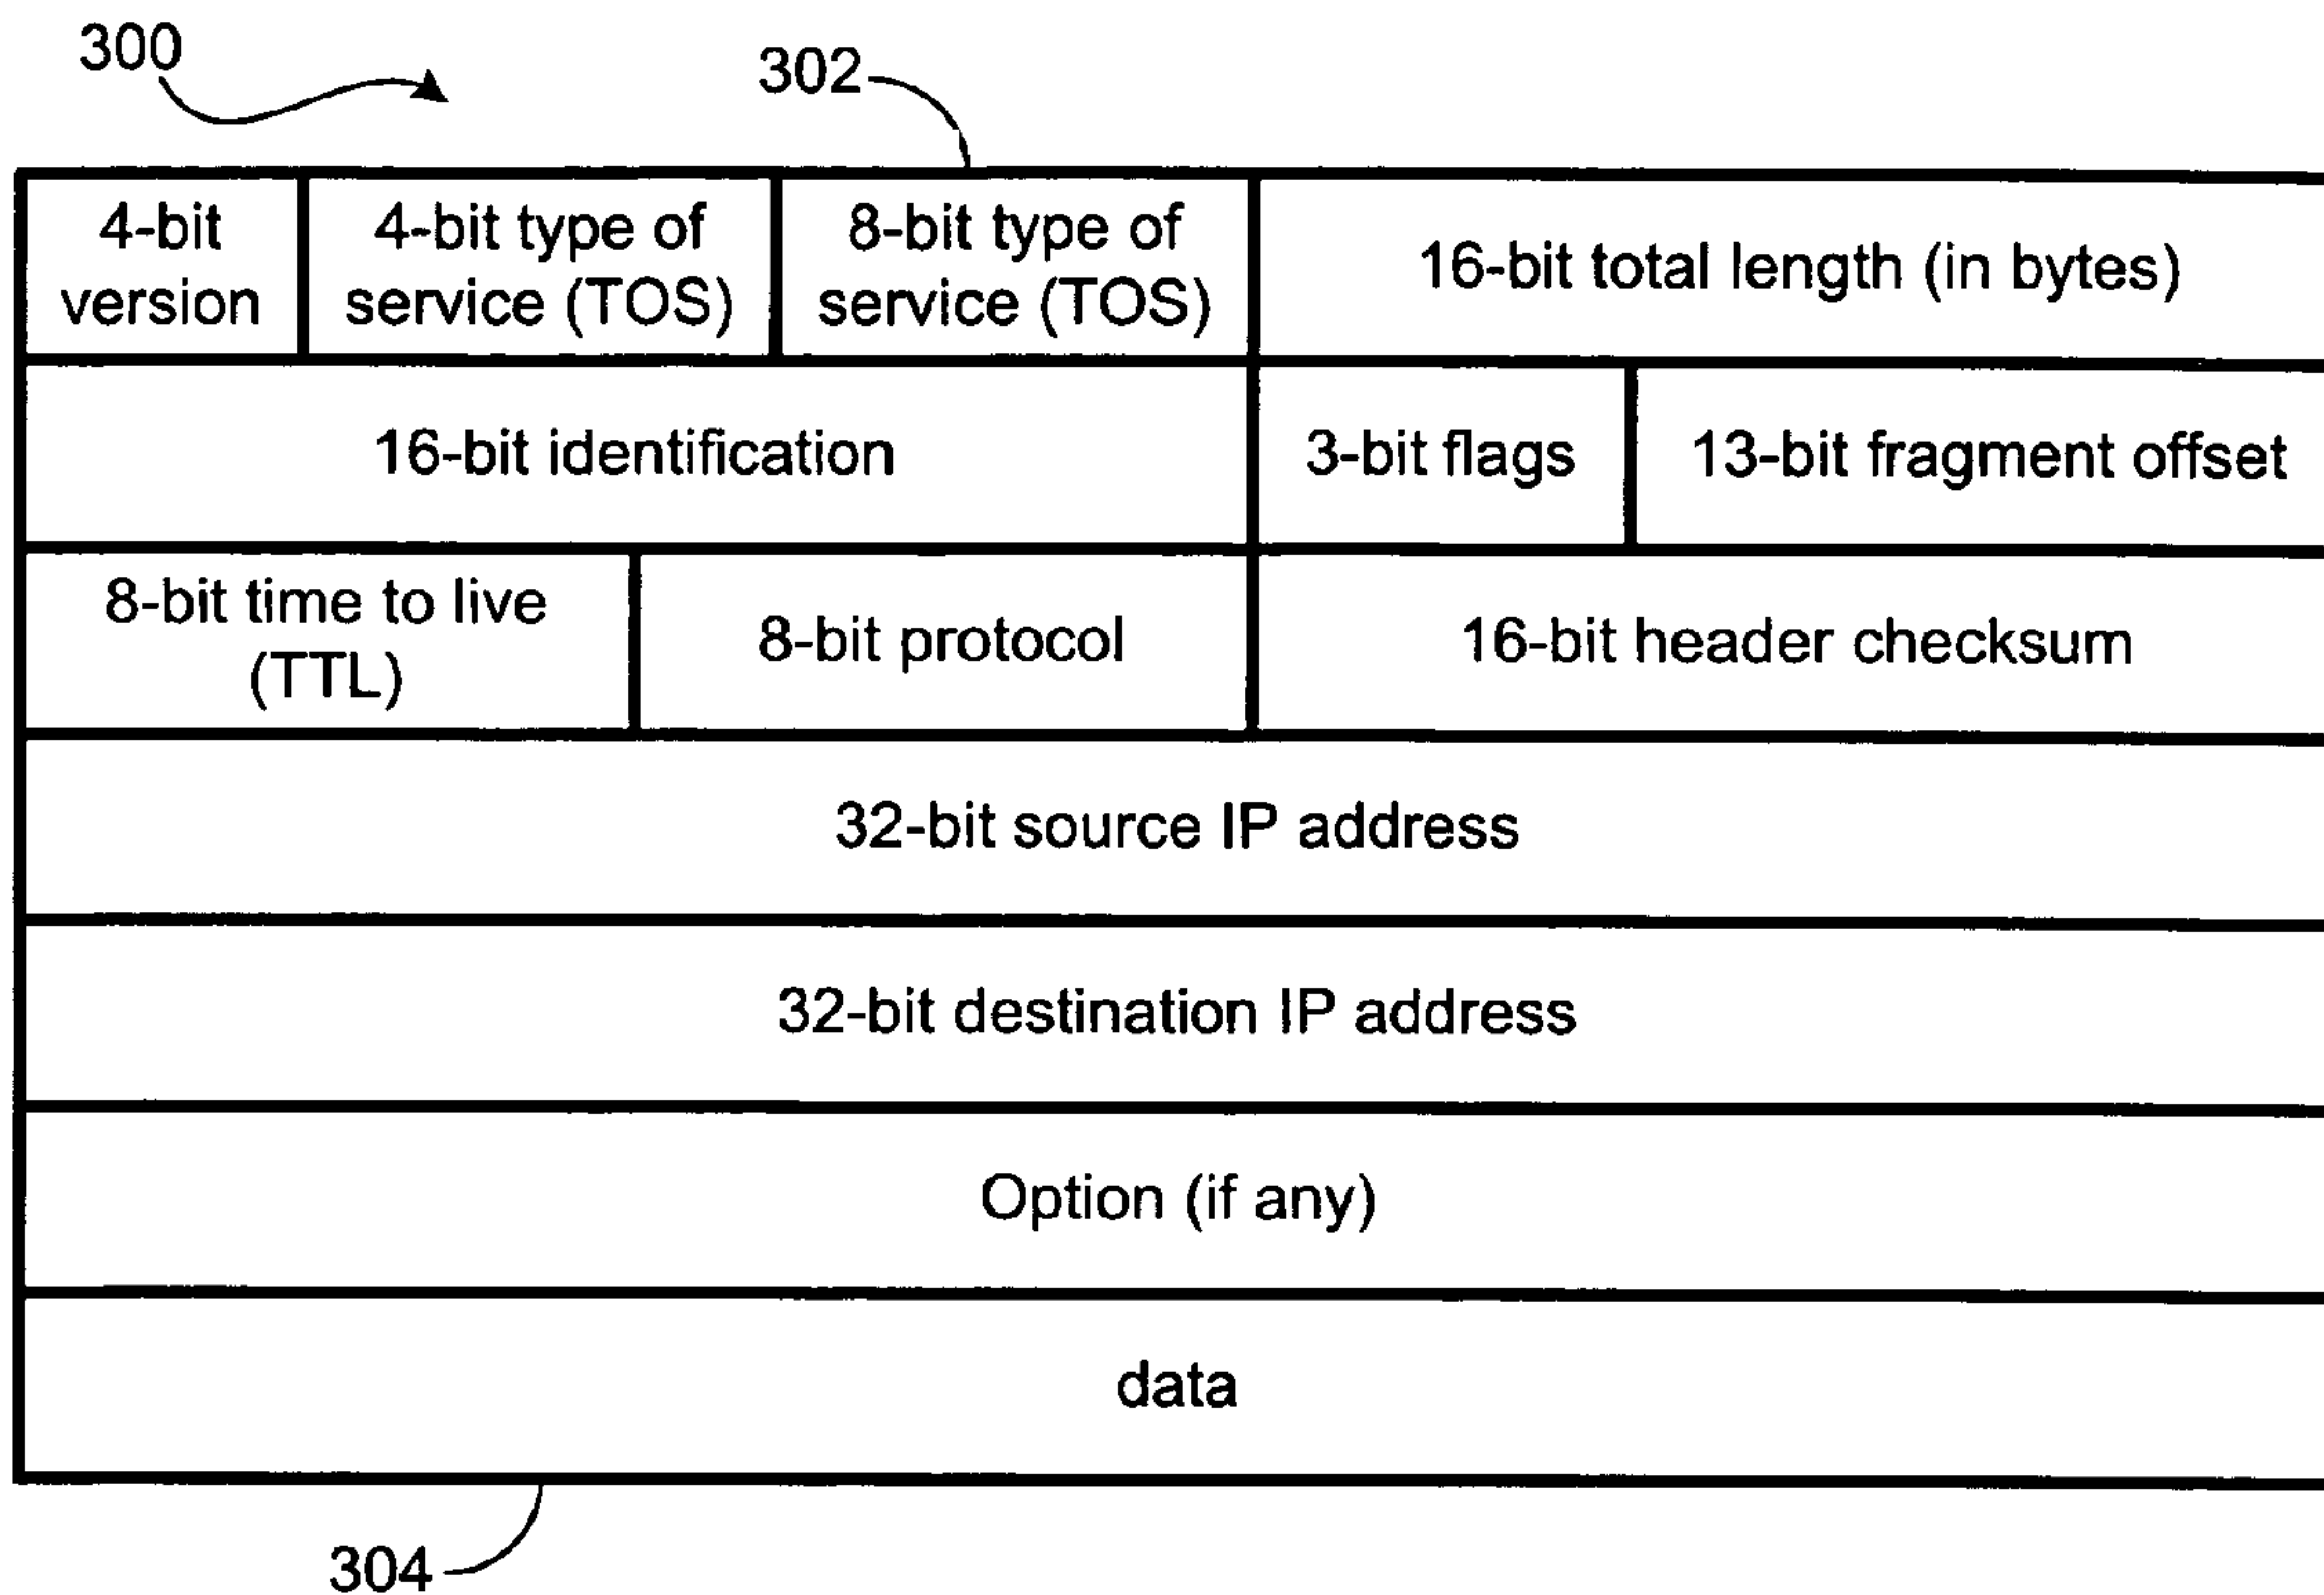 300
302
4-bit
version
4-bit type of
service (TOS)
8-bit type of
service (TOS)
16-bit total length (in bytes)
16-bit identification
3-bit flags
13-bit fragment offset
8-bit time to live
(TTL)
8-bit protocol
16-bit header checksum
32-bit source IP address
32-bit destination IP address
Option (if any)
data
304